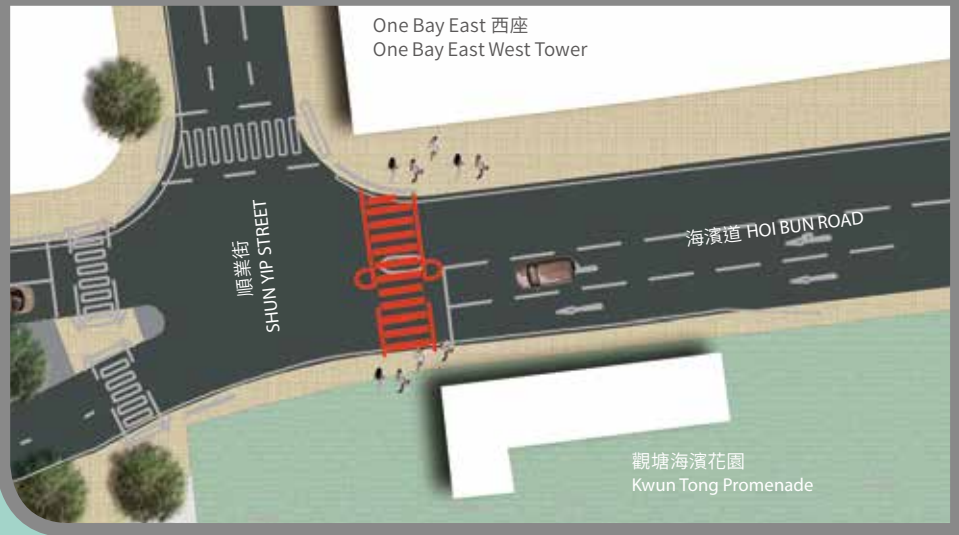 One Bay East 西座
One Bay East West Tower
順業街
SHUN YIP STREET
海濱道 HOI BUN ROAD
觀塘海濱花園
Kwun Tong Promenade